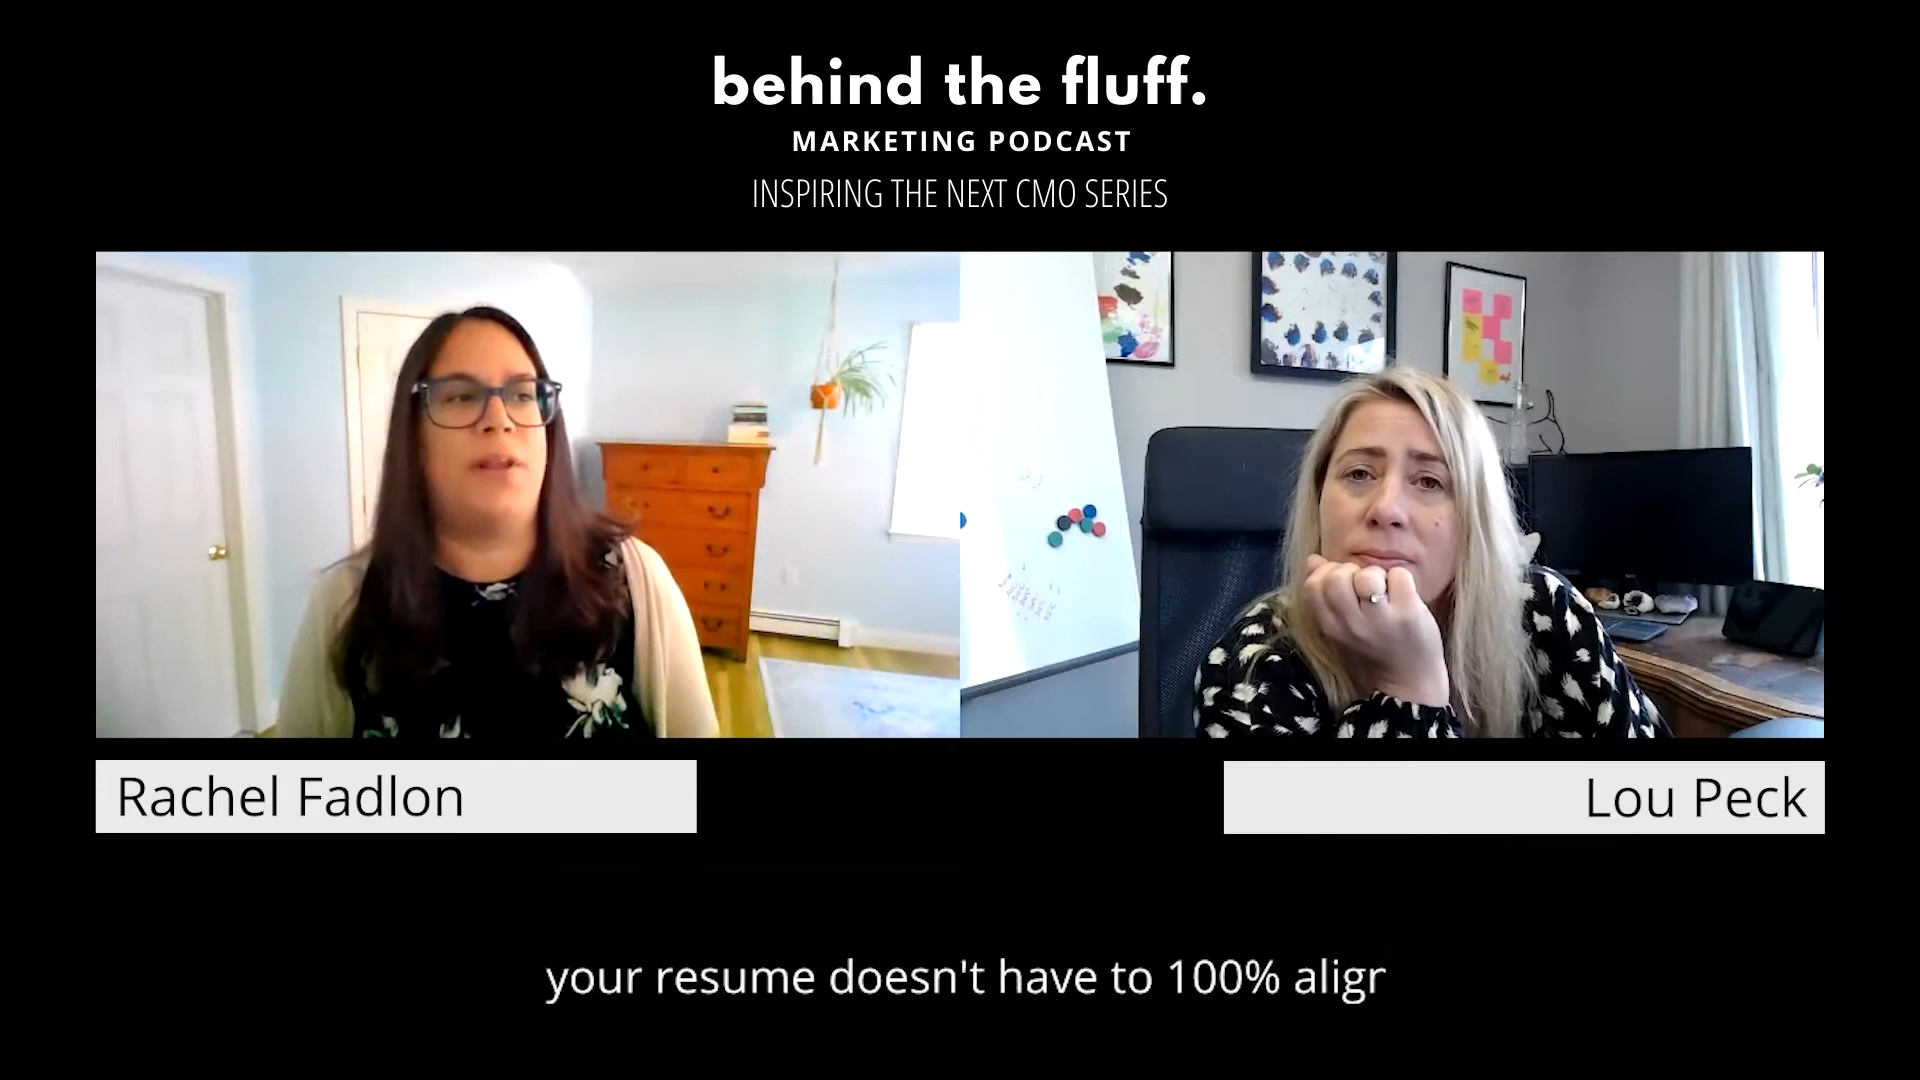 behind the fluff.
MARKETING PODCAST
INSPIRING THE NEXT CMO SERIES
Rachel Fadlon
Lou Peck
your resume doesn't have to 100% align